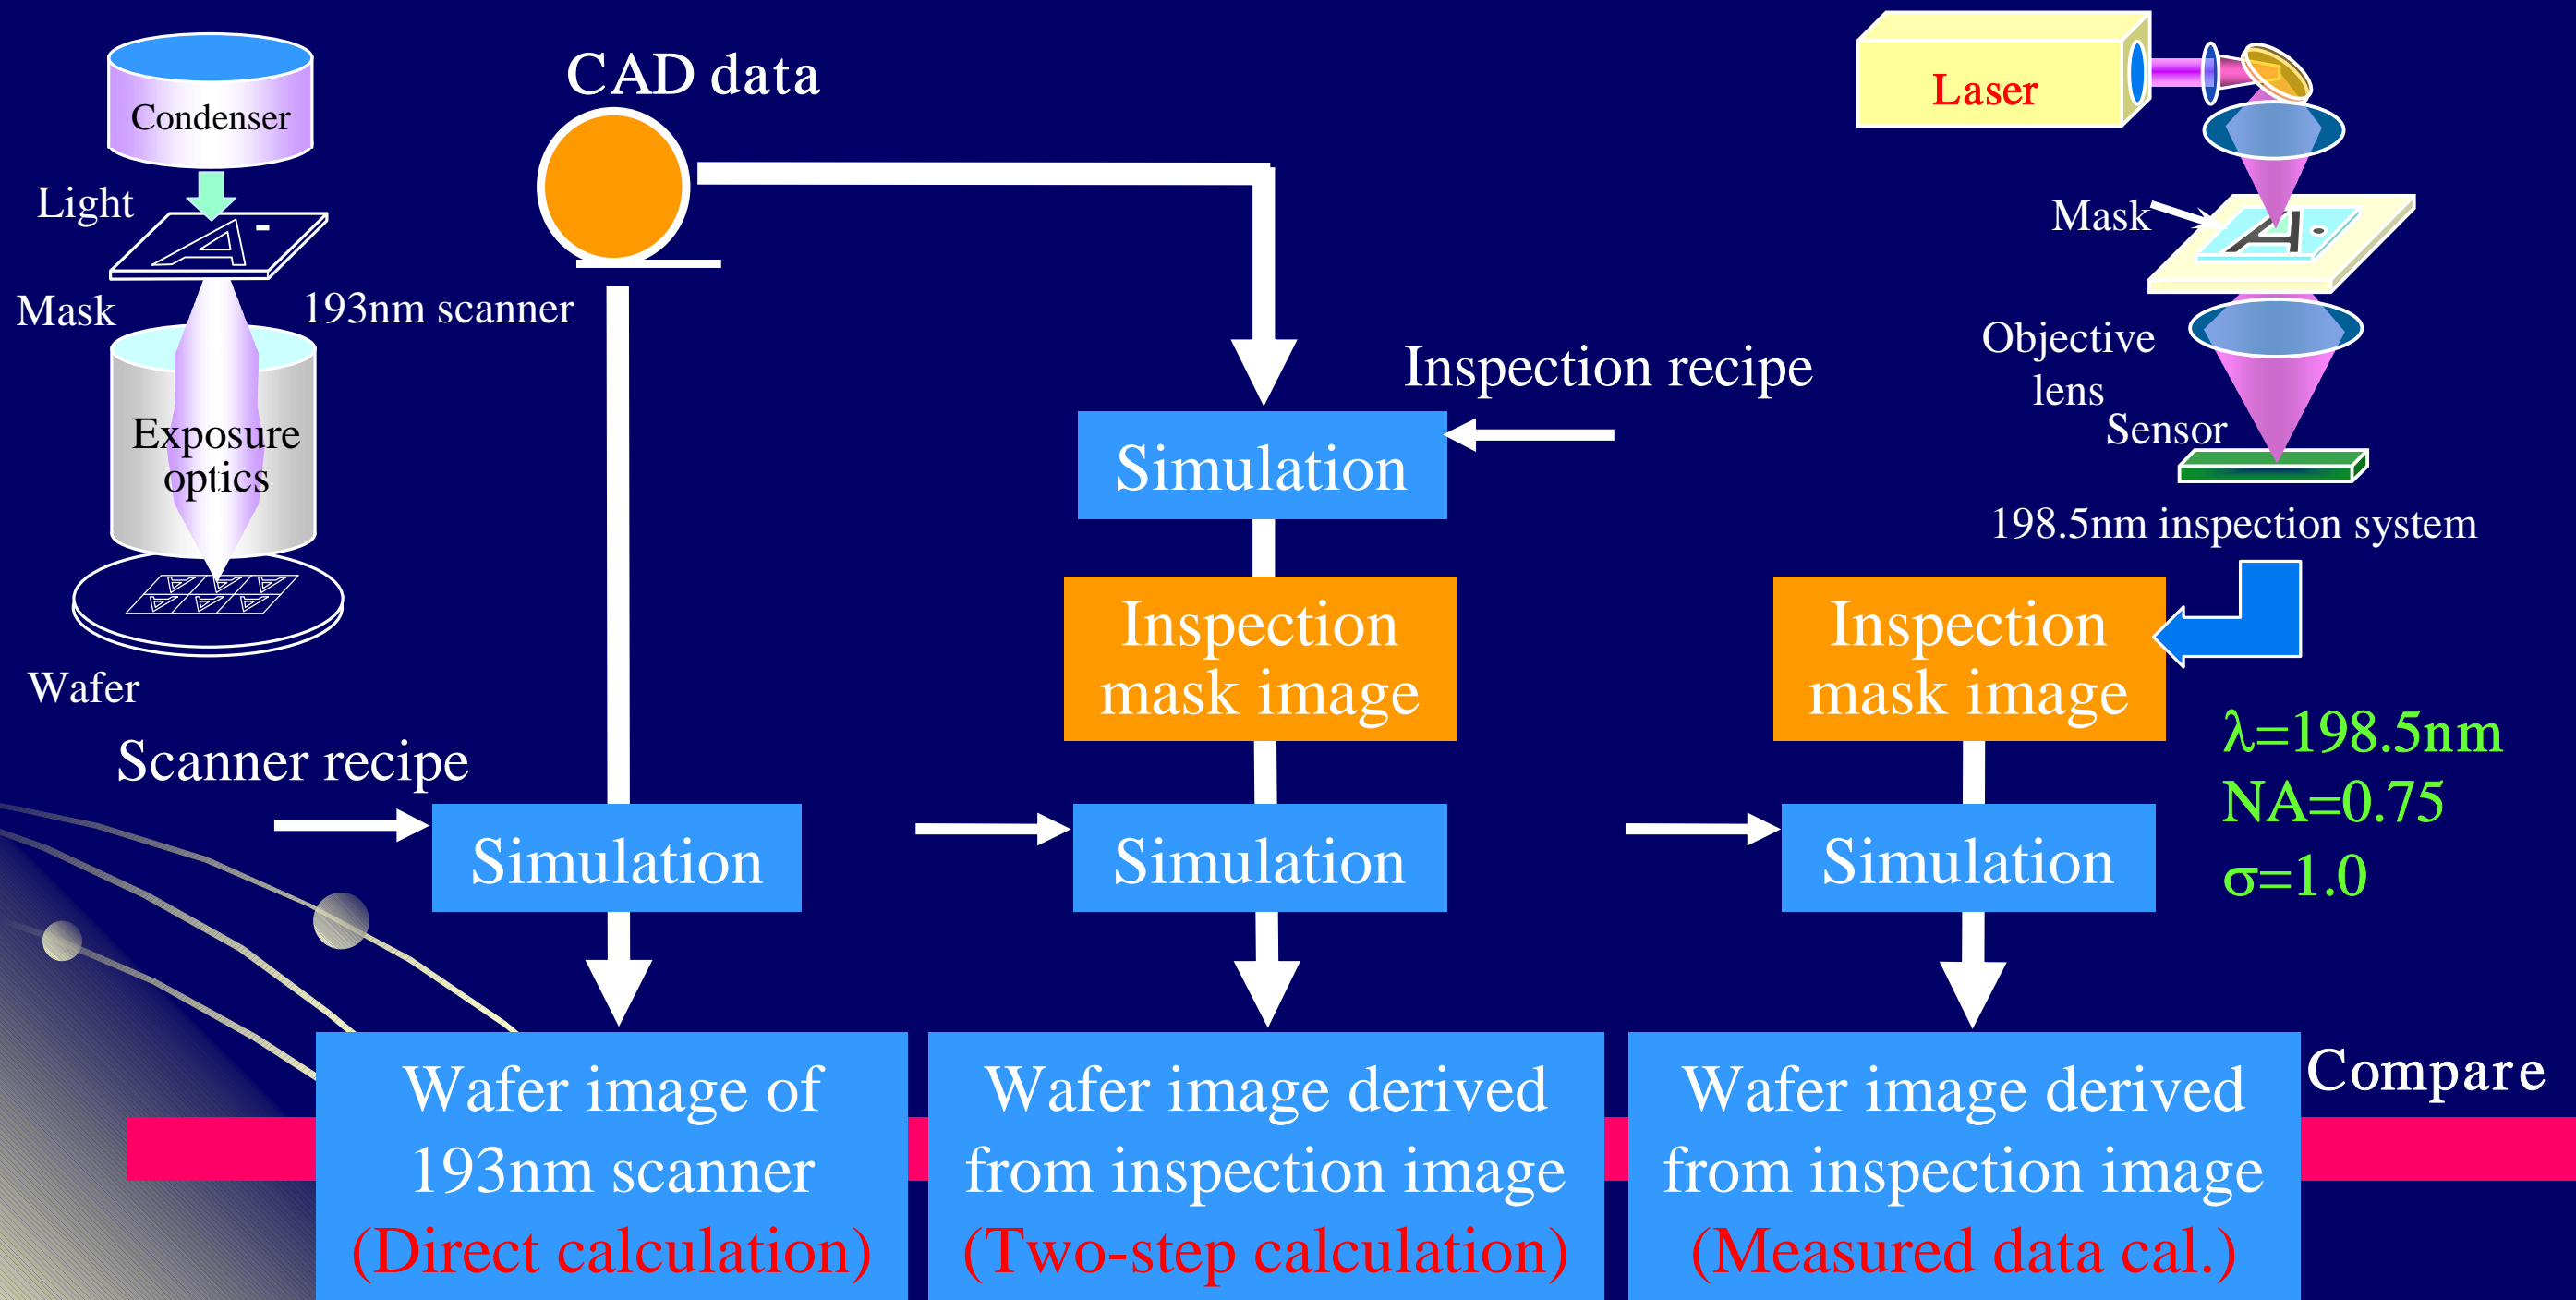 CAD data
Condenser
Light
Mask
193nm scanner
Exposure
optics
Wafer
Scanner recipe
Simulation
Wafer image of
193nm scanner
(Direct calculation)
Inspection recipe
Simulation
Inspection
mask image
Simulation
Wafer image derived
from inspection image
(Two-step calculation)
Laser
Mask
Objective
lens
Sensor
198.5nm inspection system
Inspection
mask image
λ=198.5nm
NA=0.75
σ=1.0
Simulation
Wafer image derived
from inspection image
(Measured data cal.)
Compare